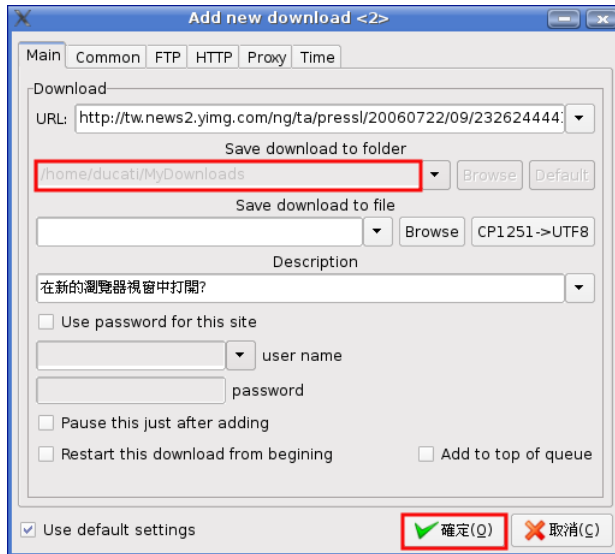 Add new download <2>
Main Common FTP HTTP Proxy Time
Download
URL: http://tw.news2.yimg.com/ng/ta/pressl/20060722/09/232624444
Save download to folder
/home/ducati/MyDownloads Browse Default
Save download to file
Browse CP1251->UTF8
Description
在新的瀏覽器視窗中打開?
Use password for this site
user name
password
Pause this just after adding
Restart this download from begining Add to top of queue
Use default settings 確定(O) 取消(C)